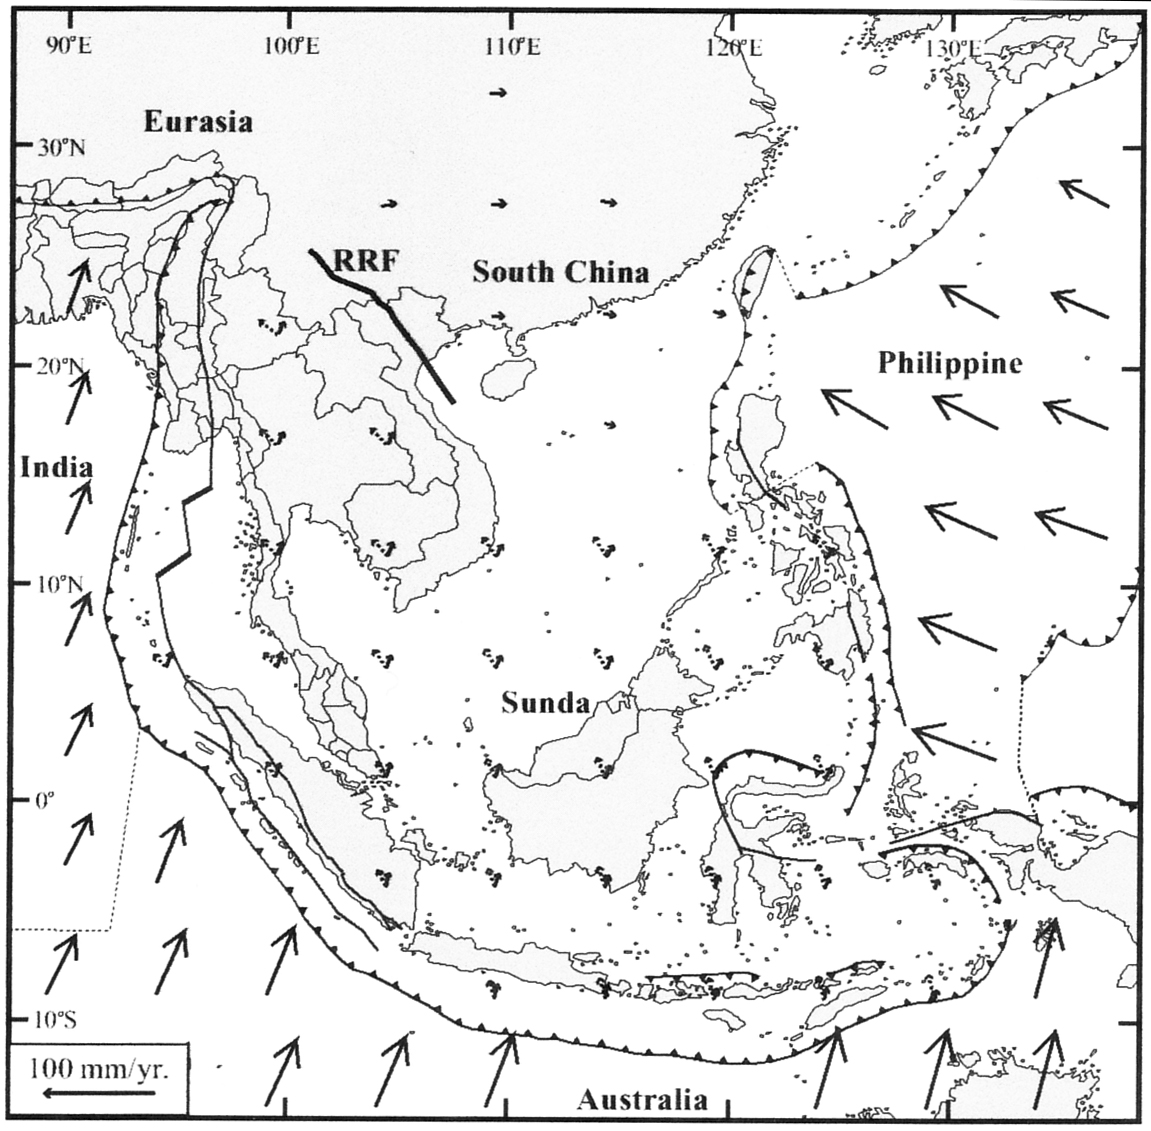 90°E 100°E 110°E 120°E 130°E
Eurasia
30°N
RRF
South China
20°N
Philippine
India
10°N
Sunda
0°
10°S
100 mm/yr.
Australia